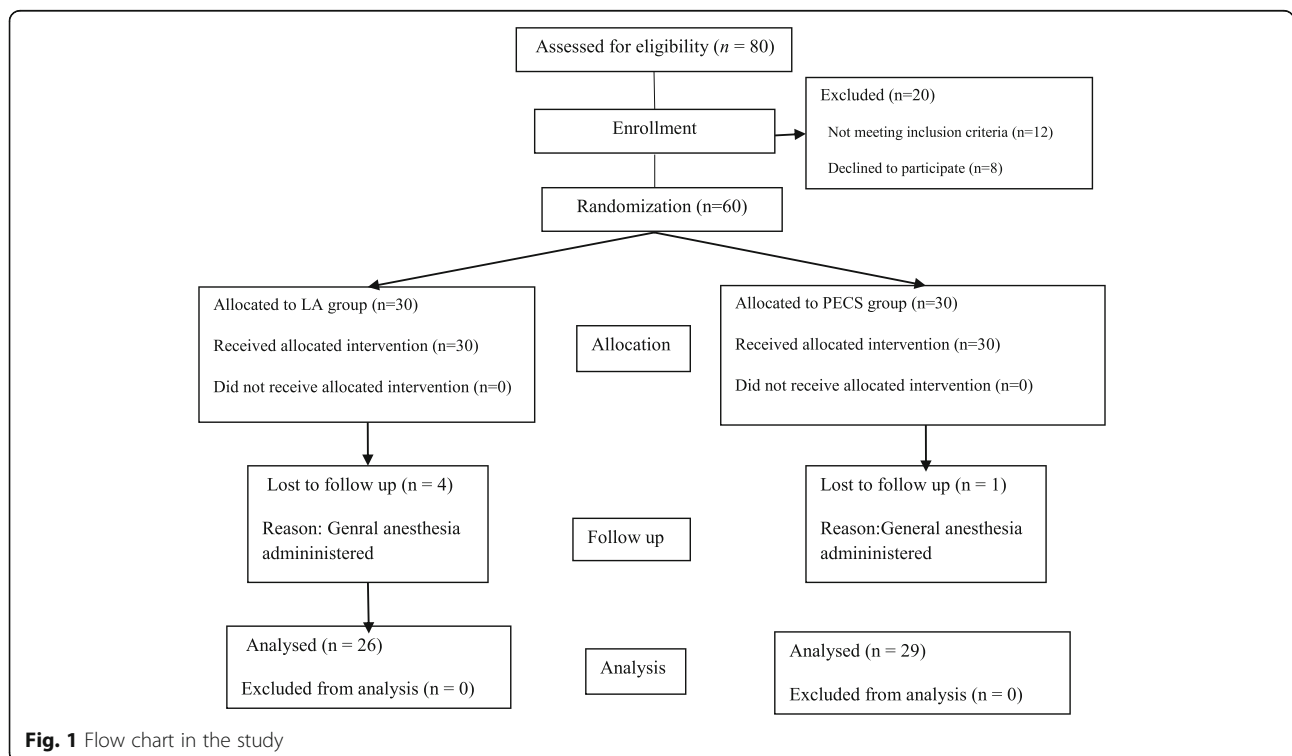 Assessed for eligibility (n = 80)
Enrollment
Excluded (n=20)
Not meeting inclusion criteria (n=12)
Declined to participate (n=8)
Randomization (n=60)
Allocated to LA group (n=30)
Received allocated intervention (n=30)
Did not receive allocated intervention (n=0)
Allocation
Allocated to PECS group (n=30)
Received allocated intervention (n=30)
Did not receive allocated intervention (n=0)
Lost to follow up (n = 4)
Reason: Genral anesthesia
admininistered
Follow up
Lost to follow up (n = 1)
Reason:General anesthesia
admininistered
Analysed (n = 26)
Excluded from analysis (n = 0)
Analysis
Analysed (n = 29)
Excluded from analysis (n = 0)
Fig. 1 Flow chart in the study